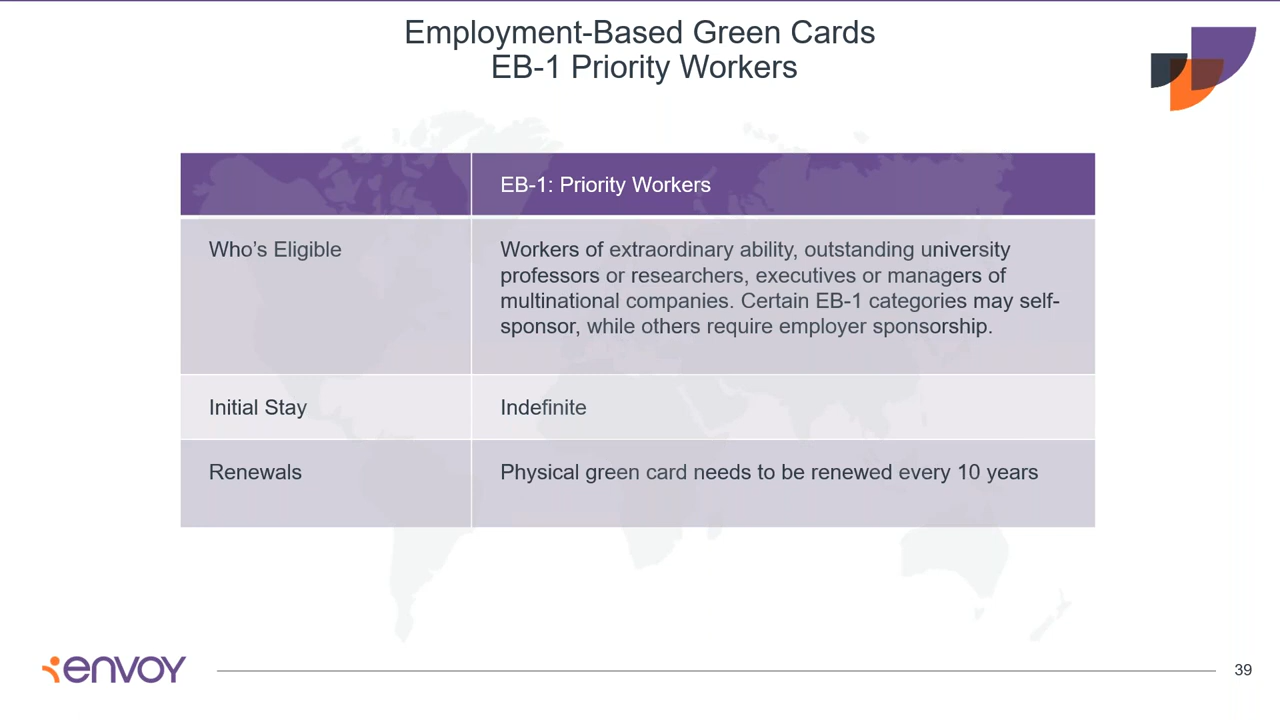 Employment-Based Green Cards
EB-1 Priority Workers
EB-1: Priority Workers
Who’s Eligible
Workers of extraordinary ability, outstanding university
professors or researchers, executives or managers of
multinational companies. Certain EB-1 categories may self-
sponsor, while others require employer sponsorship.
Initial Stay
Indefinite
Renewals
Physical green card needs to be renewed every 10 years
envoy
39